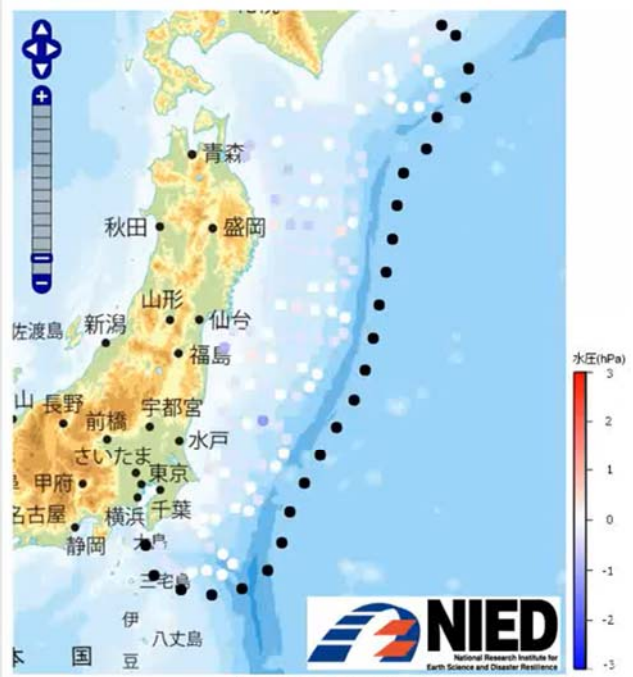 青森
秋田
盛岡
山形
仙台
佐渡島
新潟
福島
山
長野
前橋
宇都宮
水戸
さいたま
東京
甲府
千葉
名古屋
横浜
静岡
大島
三宅島
伊
豆
八丈島
国
水圧(hPa)
3
2
1
0
-1
-2
-3
NIED
National Research Institute for
Earth Science and Disaster Resilience